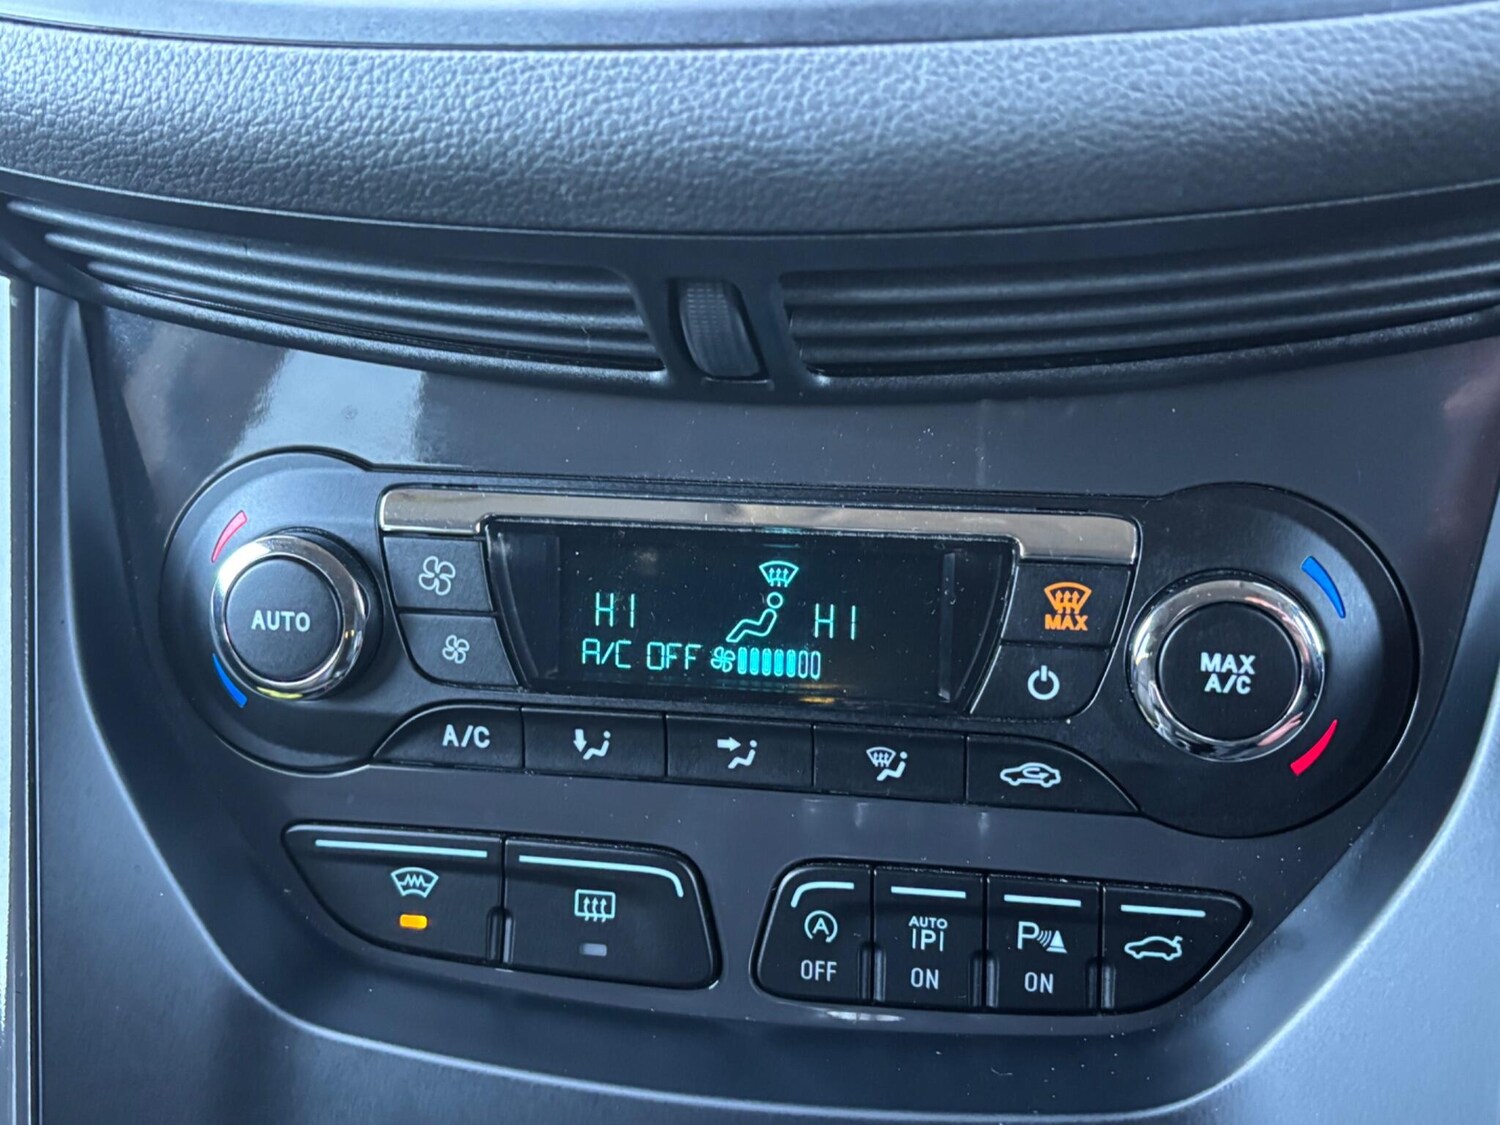 AUTO
HI
HI
A/C OFF
MAX
MAX
A/C
A/C
A
OFF
AUTO
P
ON
P
ON